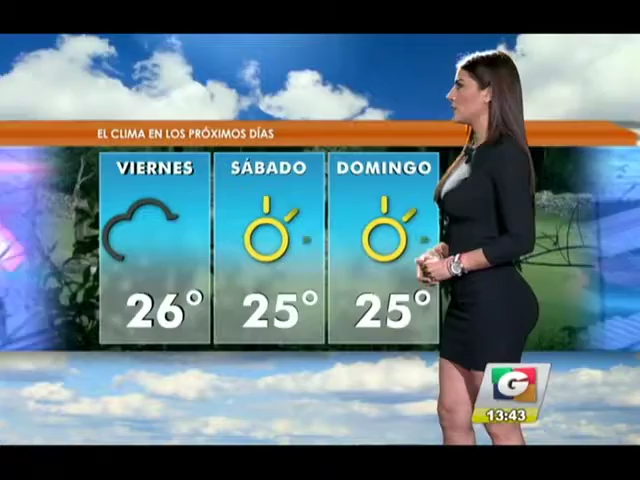 EL CLIMA EN LOS PRÓXIMOS DÍAS
VIERNES SÁBADO DOMINGO
26° 25° 25°
G
13:43